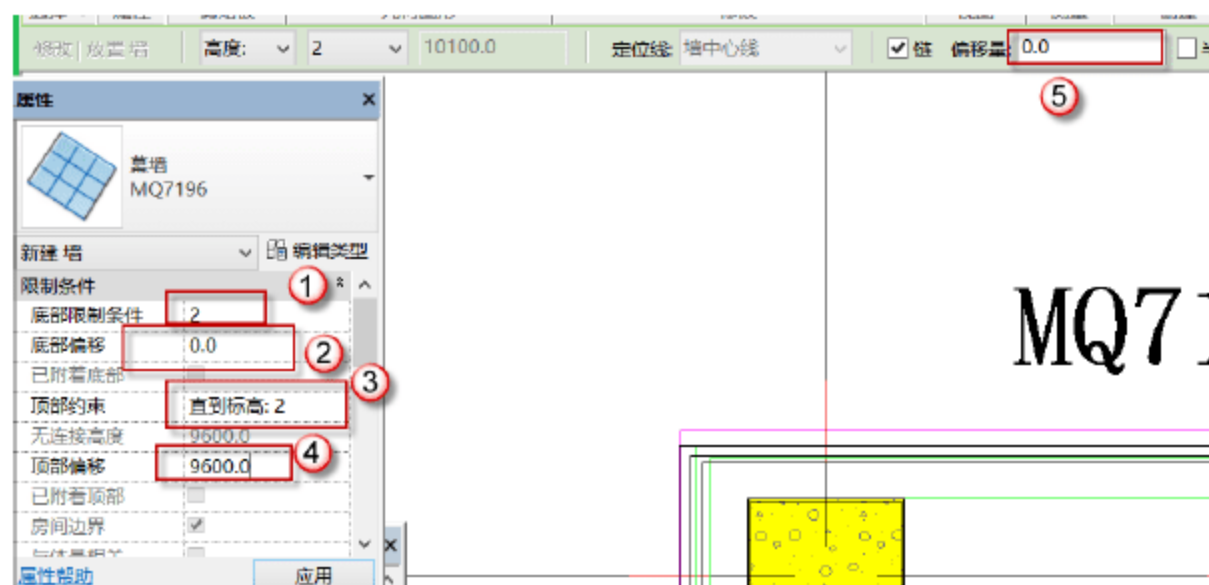 修改 | 放置 墙 高度: 2 10100.0 定位线: 墙中心线 链 偏移量: 0.0
⑤
属性
幕墙
MQ7196
新建 墙 编辑类型
限制条件 ①
底部限制条件 2
底部偏移 0.0 ②
已附着底部
顶部约束 直到标高: 2 ③
无连接高度 9600.0
顶部偏移 9600.0 ④
已附着顶部
房间边界
属性帮助 应用
MQ71